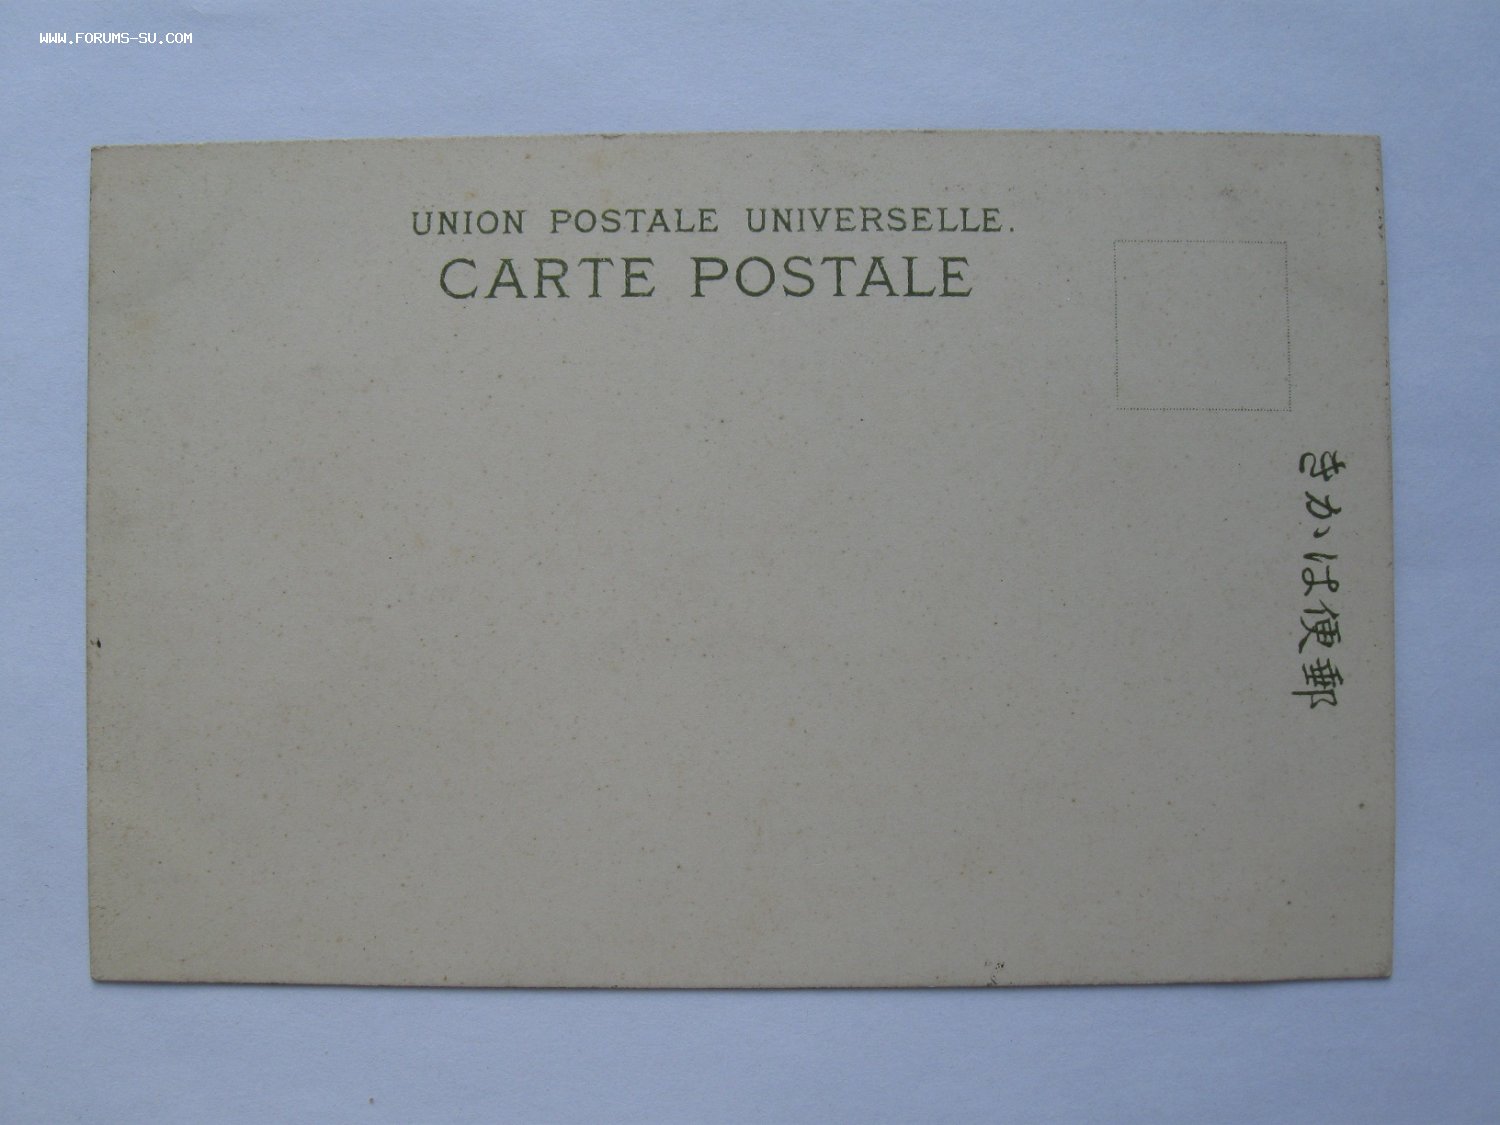 WWW.FORUMS-SU.COM
UNION POSTALE UNIVERSELLE.
CARTE POSTALE
郵便はかき